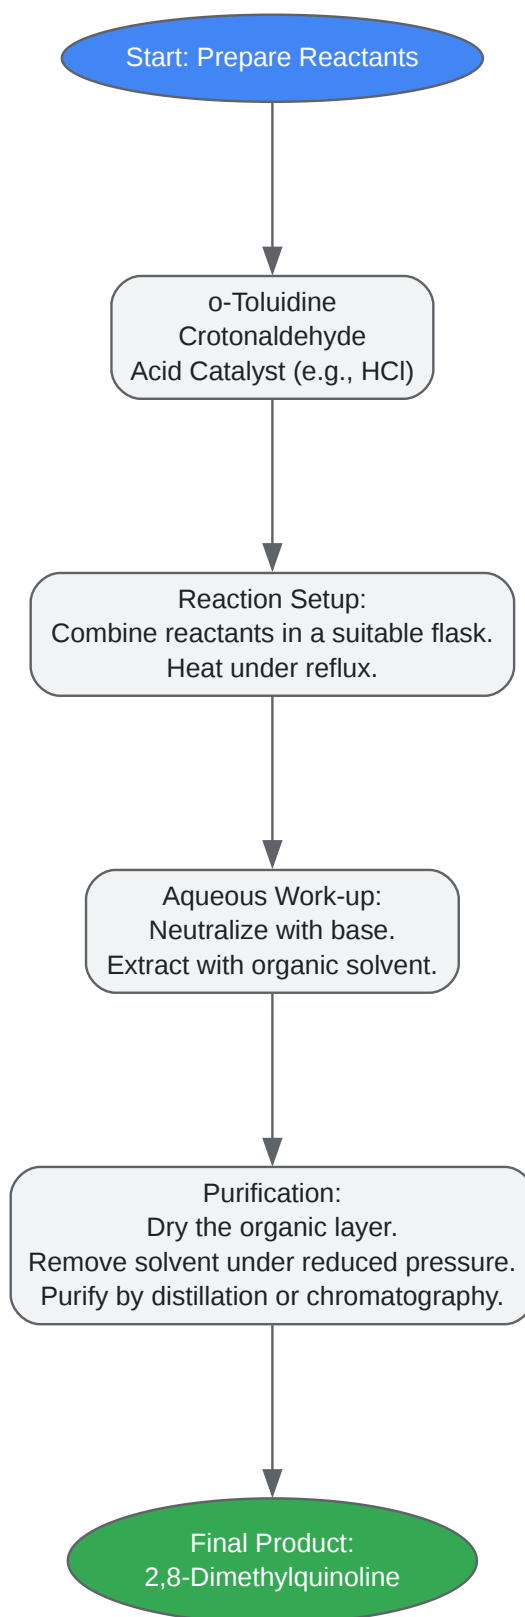 Start: Prepare Reactants
o-Toluidine
Crotonaldehyde
Acid Catalyst (e.g., HCl)
Reaction Setup:
Combine reactants in a suitable flask.
Heat under reflux.
Aqueous Work-up:
Neutralize with base.
Extract with organic solvent.
Purification:
Dry the organic layer.
Remove solvent under reduced pressure.
Purify by distillation or chromatography.
Final Product:
2,8-Dimethylquinoline